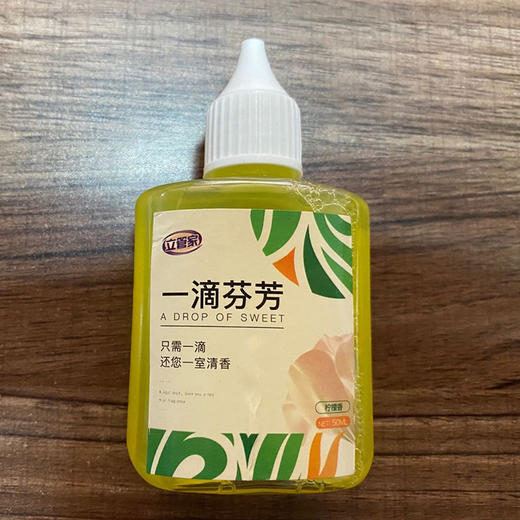 立管家
一滴芬芳
A DROP OF SWEET
只需一滴
还您一室清香
柠檬香
NET: 50ML